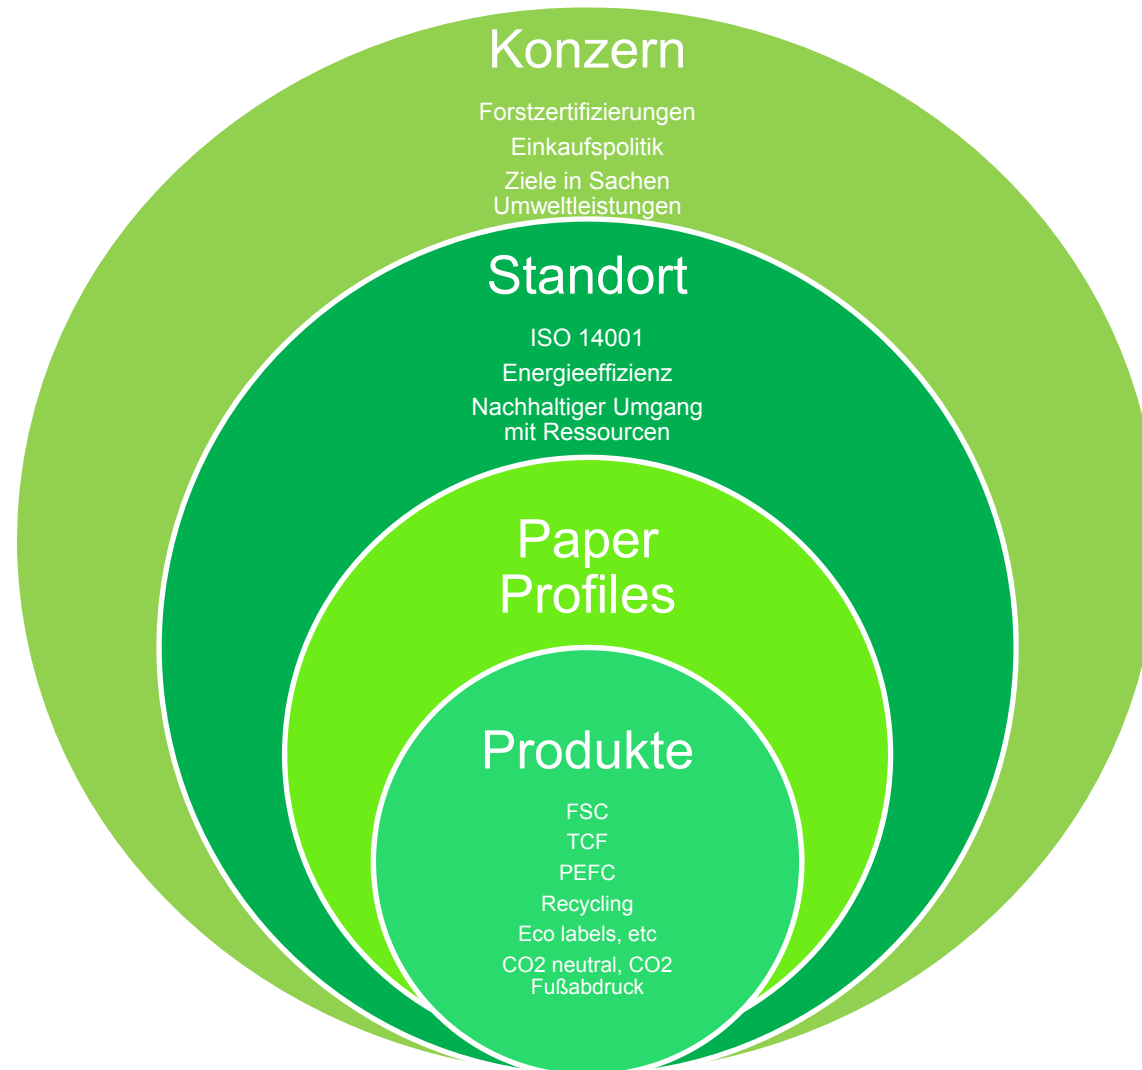 Konzern
Forstzertifizierungen
Einkaufspolitik
Ziele in Sachen
Umweltleistungen
Standort
ISO 14001
Energieeffizienz
Nachhaltiger Umgang
mit Ressourcen
Paper
Profiles
Produkte
FSC
TCF
PEFC
Recycling
Eco labels, etc
CO2 neutral, CO2
Fußabdruck